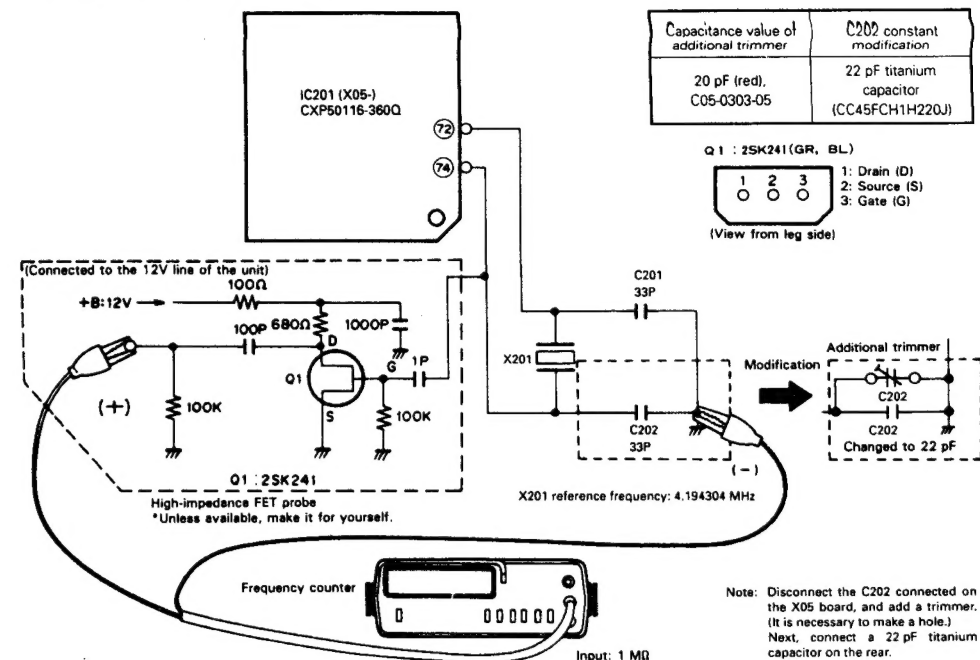 Capacitance value of additional trimmer
C202 constant modification
20 pF (red), C05-0303-05
22 pF titanium capacitor (CC45FCH1H220J)
IC201 (X05-)
CXP50116-360Q
72
74
Q1 : 2SK241(GR, BL)
1 2 3
1: Drain (D)
2: Source (S)
3: Gate (G)
(View from leg side)
(Connected to the 12V line of the unit)
+B:12V
100Ω
680Ω
1000P
100P
D
G
1P
Q1
S
(+)
100K
100K
Q1 : 2SK241
High-impedance FET probe
*Unless available, make it for yourself.
C201
33P
X201
C202
33P
(-)
Modification
Additional trimmer
C202
C202
Changed to 22 pF
X201 reference frequency: 4.194304 MHz
Frequency counter
Input: 1 MΩ
Note: Disconnect the C202 connected on
the X05 board, and add a trimmer.
(It is necessary to make a hole.)
Next, connect a 22 pF titanium
capacitor on the rear.